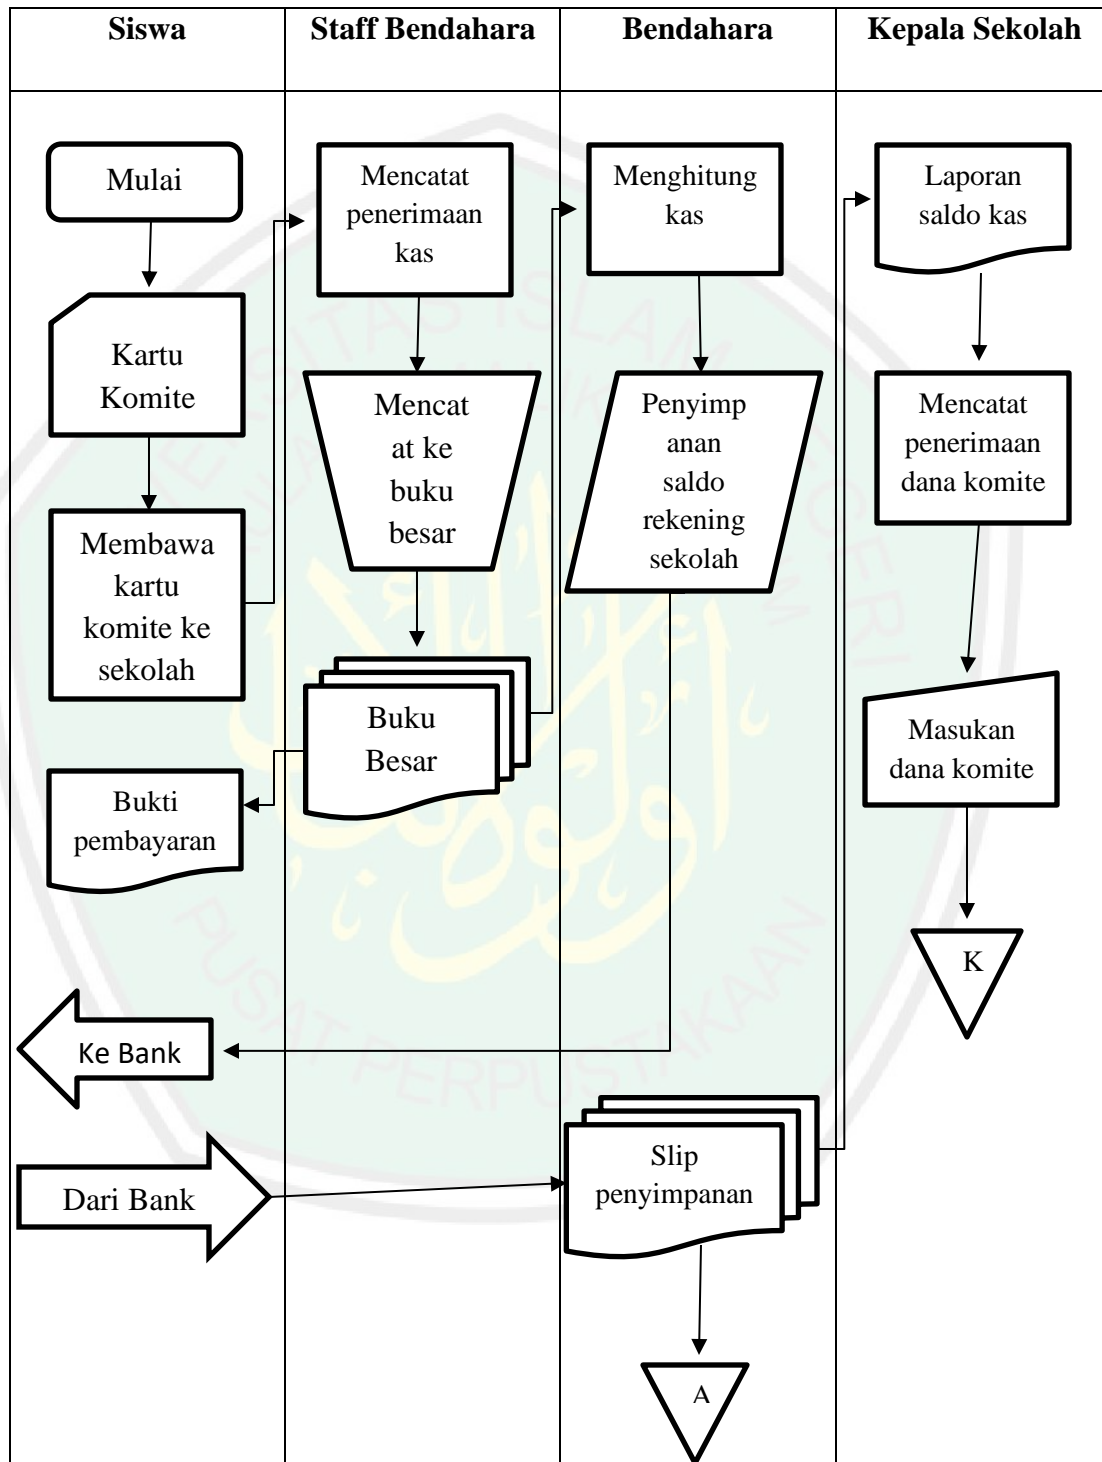 Siswa
Staff Bendahara
Bendahara
Kepala Sekolah
Mulai
Kartu
Komite
Membawa
kartu
komite ke
sekolah
Bukti
pembayaran
Ke Bank
Dari Bank
Mencatat
penerimaan
kas
Mencat
at ke
buku
besar
Buku
Besar
Menghitung
kas
Penyimp
anan
saldo
rekening
sekolah
Slip
penyimpanan
A
Laporan
saldo kas
Mencatat
penerimaan
dana komite
Masukan
dana komite
K
PUSAT PERPUSTAKAAN